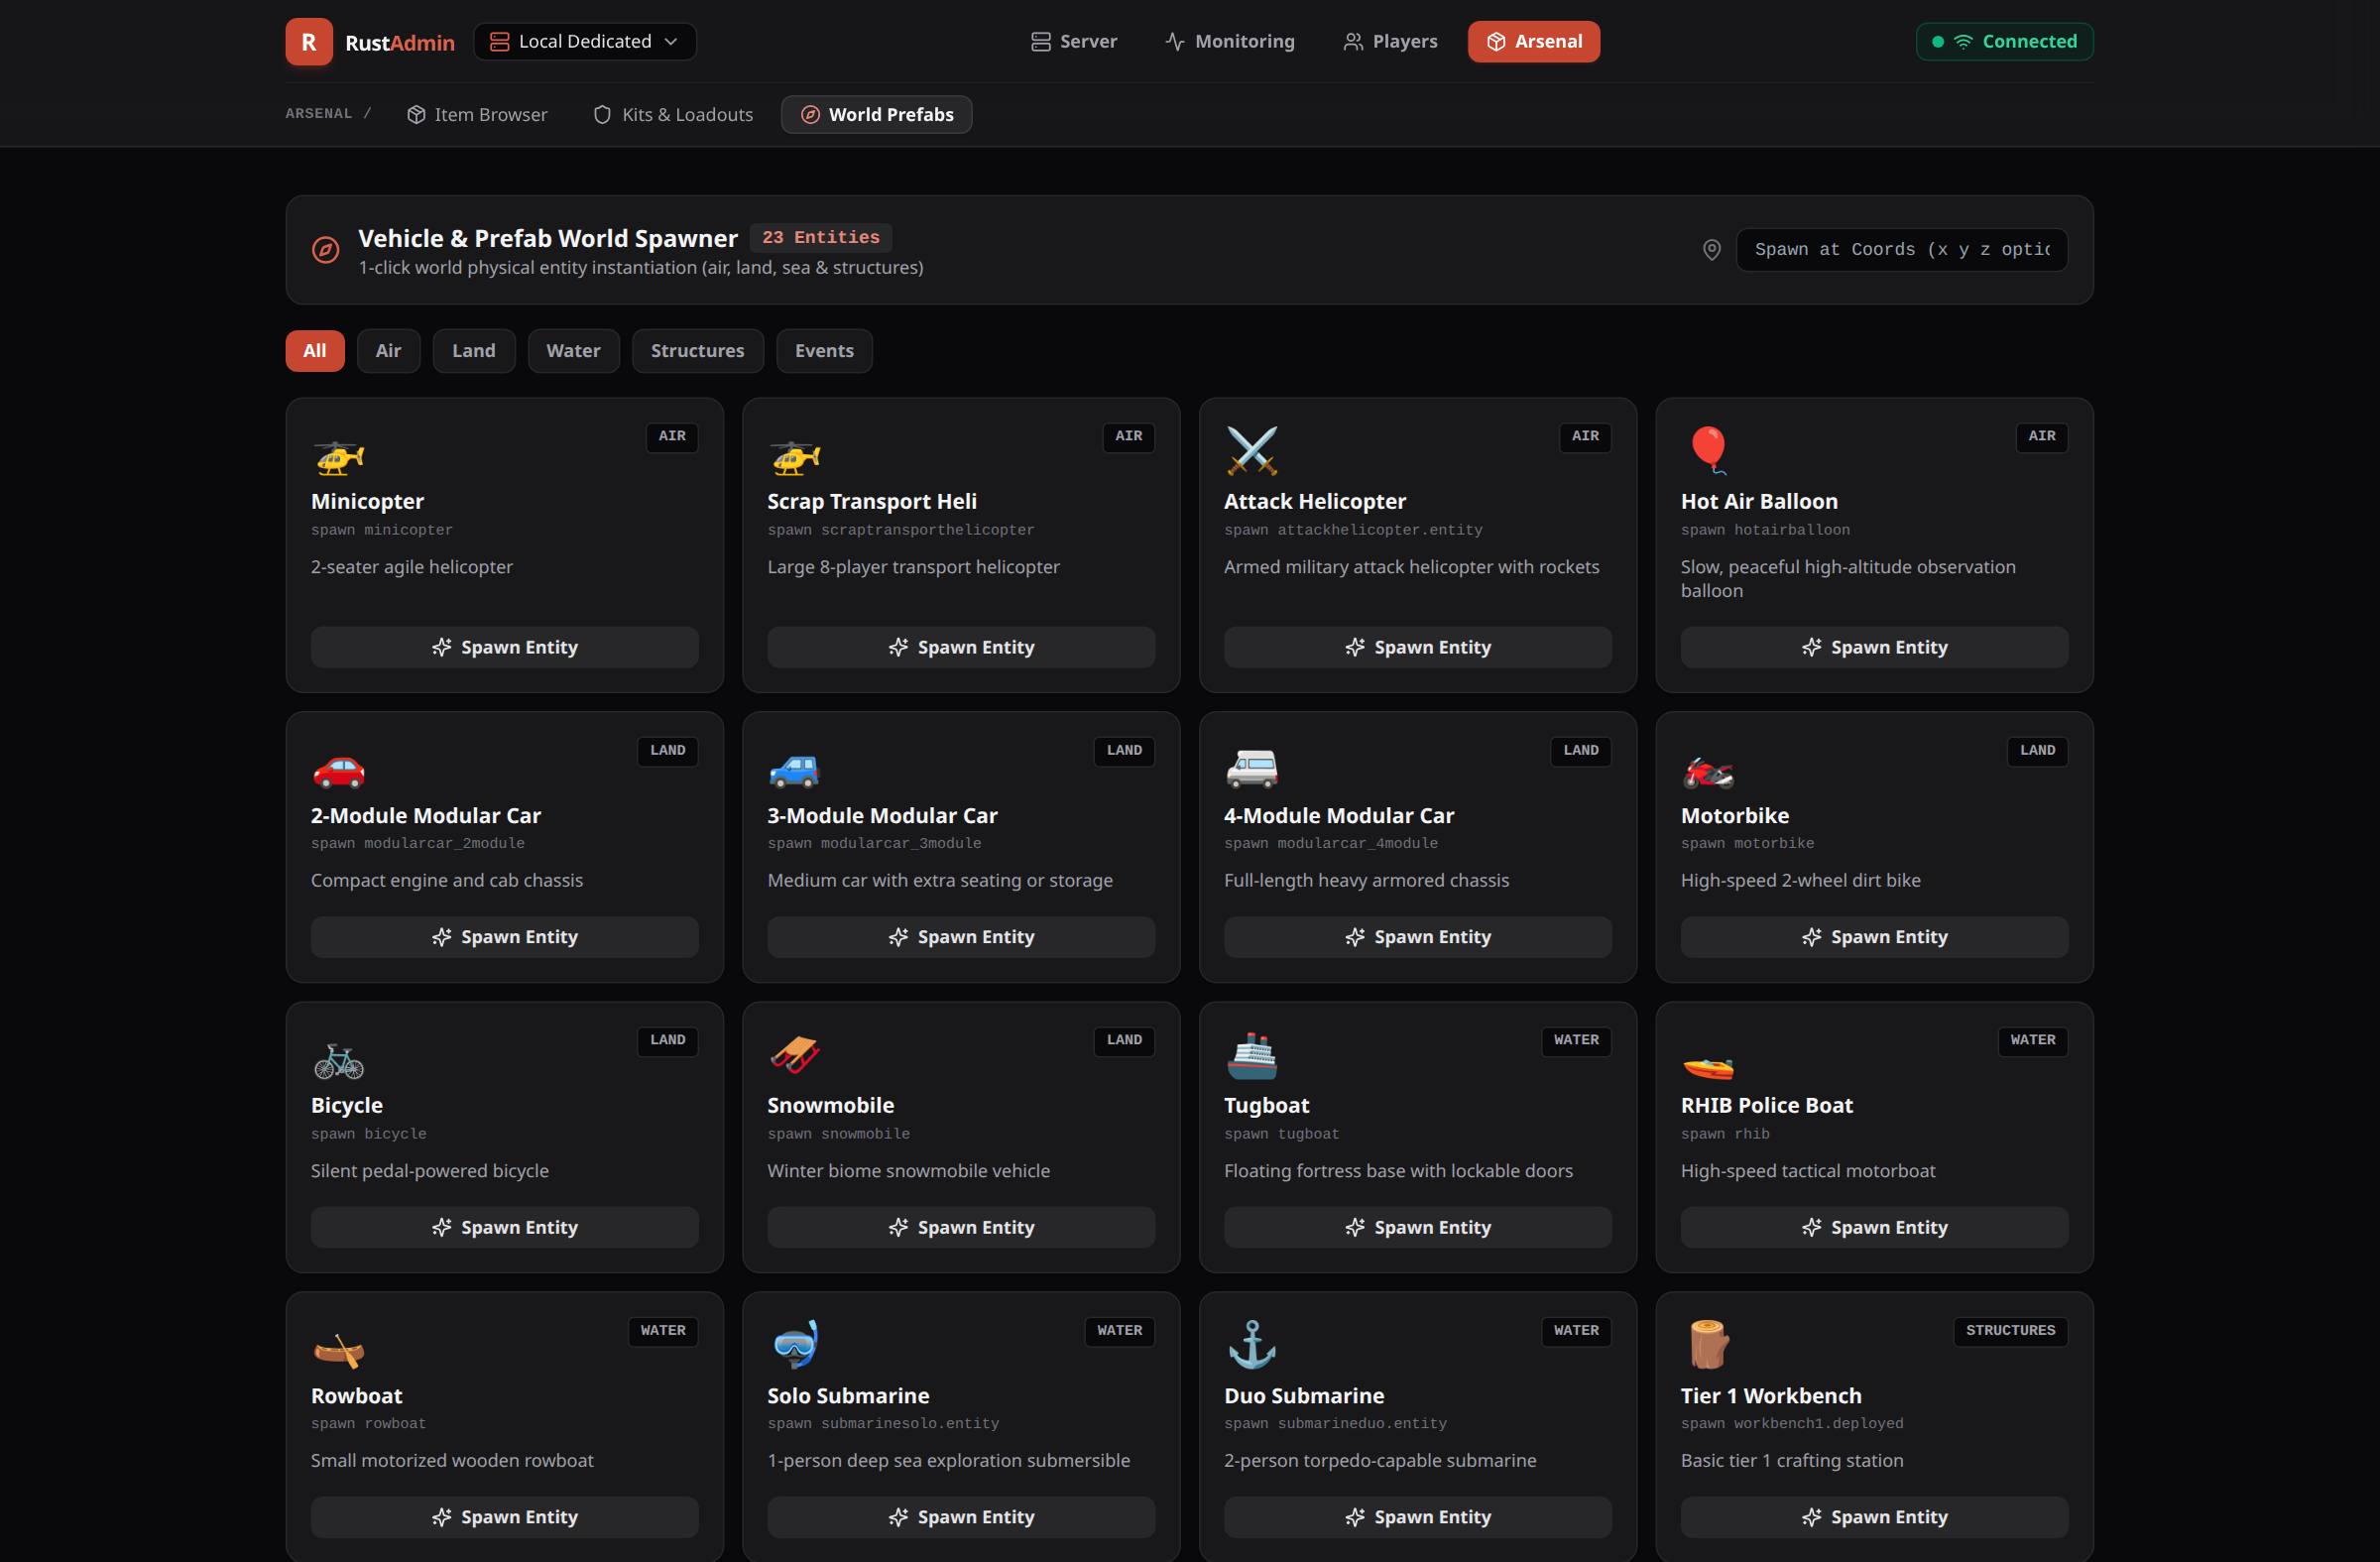 R RustAdmin Local Dedicated Server Monitoring Players Arsenal Connected
ARSENAL / Item Browser Kits & Loadouts World Prefabs
Vehicle & Prefab World Spawner 23 Entities
1-click world physical entity instantiation (air, land, sea & structures)
Spawn at Coords (x y z optic
All Air Land Water Structures Events
AIR
Minicopter
spawn minicopter
2-seater agile helicopter
Spawn Entity
AIR
Scrap Transport Heli
spawn scraptransporthelicopter
Large 8-player transport helicopter
Spawn Entity
AIR
Attack Helicopter
spawn attackhelicopter.entity
Armed military attack helicopter with rockets
Spawn Entity
AIR
Hot Air Balloon
spawn hotairballoon
Slow, peaceful high-altitude observation
balloon
Spawn Entity
LAND
2-Module Modular Car
spawn modularcar_2module
Compact engine and cab chassis
Spawn Entity
LAND
3-Module Modular Car
spawn modularcar_3module
Medium car with extra seating or storage
Spawn Entity
LAND
4-Module Modular Car
spawn modularcar_4module
Full-length heavy armored chassis
Spawn Entity
LAND
Motorbike
spawn motorbike
High-speed 2-wheel dirt bike
Spawn Entity
LAND
Bicycle
spawn bicycle
Silent pedal-powered bicycle
Spawn Entity
LAND
Snowmobile
spawn snowmobile
Winter biome snowmobile vehicle
Spawn Entity
WATER
Tugboat
spawn tugboat
Floating fortress base with lockable doors
Spawn Entity
WATER
RHIB Police Boat
spawn rhib
High-speed tactical motorboat
Spawn Entity
WATER
Rowboat
spawn rowboat
Small motorized wooden rowboat
Spawn Entity
WATER
Solo Submarine
spawn submarinesolo.entity
1-person deep sea exploration submersible
Spawn Entity
WATER
Duo Submarine
spawn submarineduo.entity
2-person torpedo-capable submarine
Spawn Entity
STRUCTURES
Tier 1 Workbench
spawn workbench1.deployed
Basic tier 1 crafting station
Spawn Entity